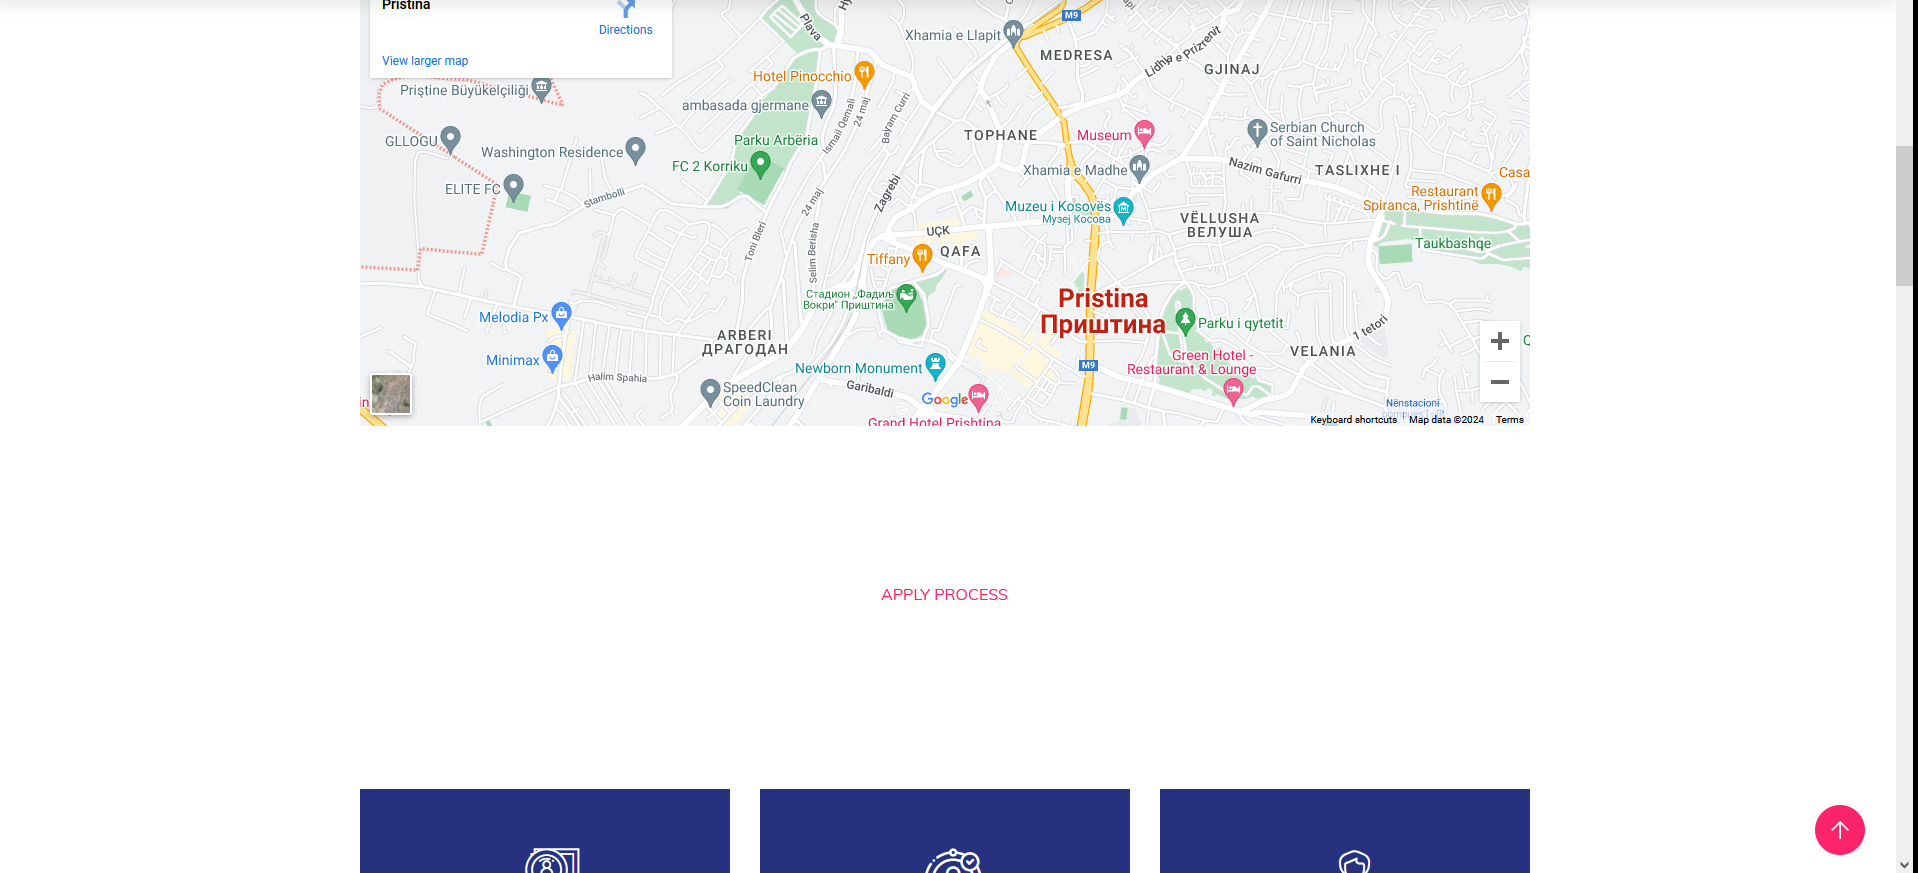 Pristina
Directions
View larger map
Plava
M9
Xhamia e Llapit
MEDRESA
Lidhja e Prizrenit
GJINAJ
Hotel Pinocchio
Priştine Büyükelçiliği
ambasada gjermane
Ismail Qemali
24 maj
Bajram Curri
TOPHANE
Museum
Serbian Church
of Saint Nicholas
GLLOGU
Parku Arbëria
Washington Residence
FC 2 Korriku
Xhamia e Madhe
Nazim Gafurri
TASLIXHE I
Casa
ELITE FC
Stambolli
24 maj
Zagrebi
Restaurant
Spiranca, Prishtinë
Muzeu i Kosovës
Музеј Косова
VËLLUSHA
ВЕЛУША
Toni Bleri
Selim Berisha
UÇK
QAFA
Taukbashqe
Tiffany
Стадион „Фадиљ
Вокри" Приштина
Pristina
Приштина
Melodia Px
Parku i qytetit
1 tetori
ARBERI
ДРАГОДАН
VELANIA
Minimax
Newborn Monument
M9
Green Hotel -
Restaurant & Lounge
Halim Spahia
SpeedClean
Coin Laundry
Garibaldi
Google
Nënstacioni
Grand Hotel Prishtina
Keyboard shortcuts
Map data ©2024
Terms
APPLY PROCESS